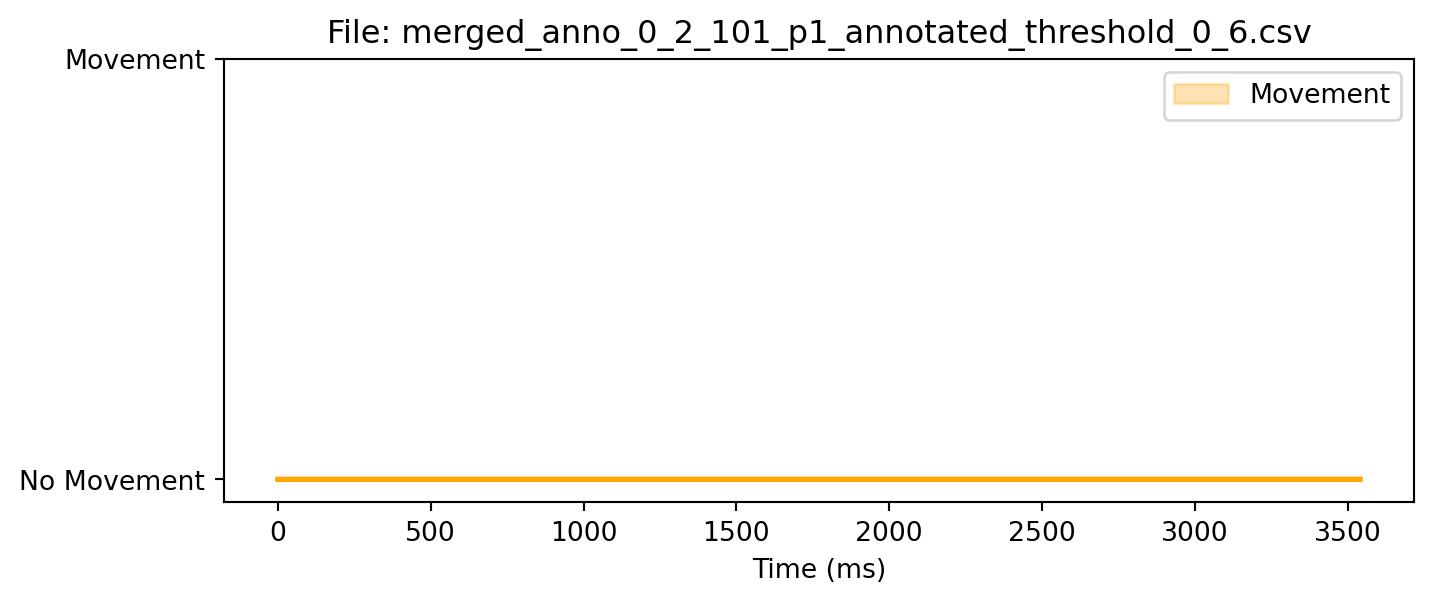 File: merged_anno_0_2_101_p1_annotated_threshold_0_6.csv
Movement
Movement
No Movement
0 500 1000 1500 2000 2500 3000 3500
Time (ms)